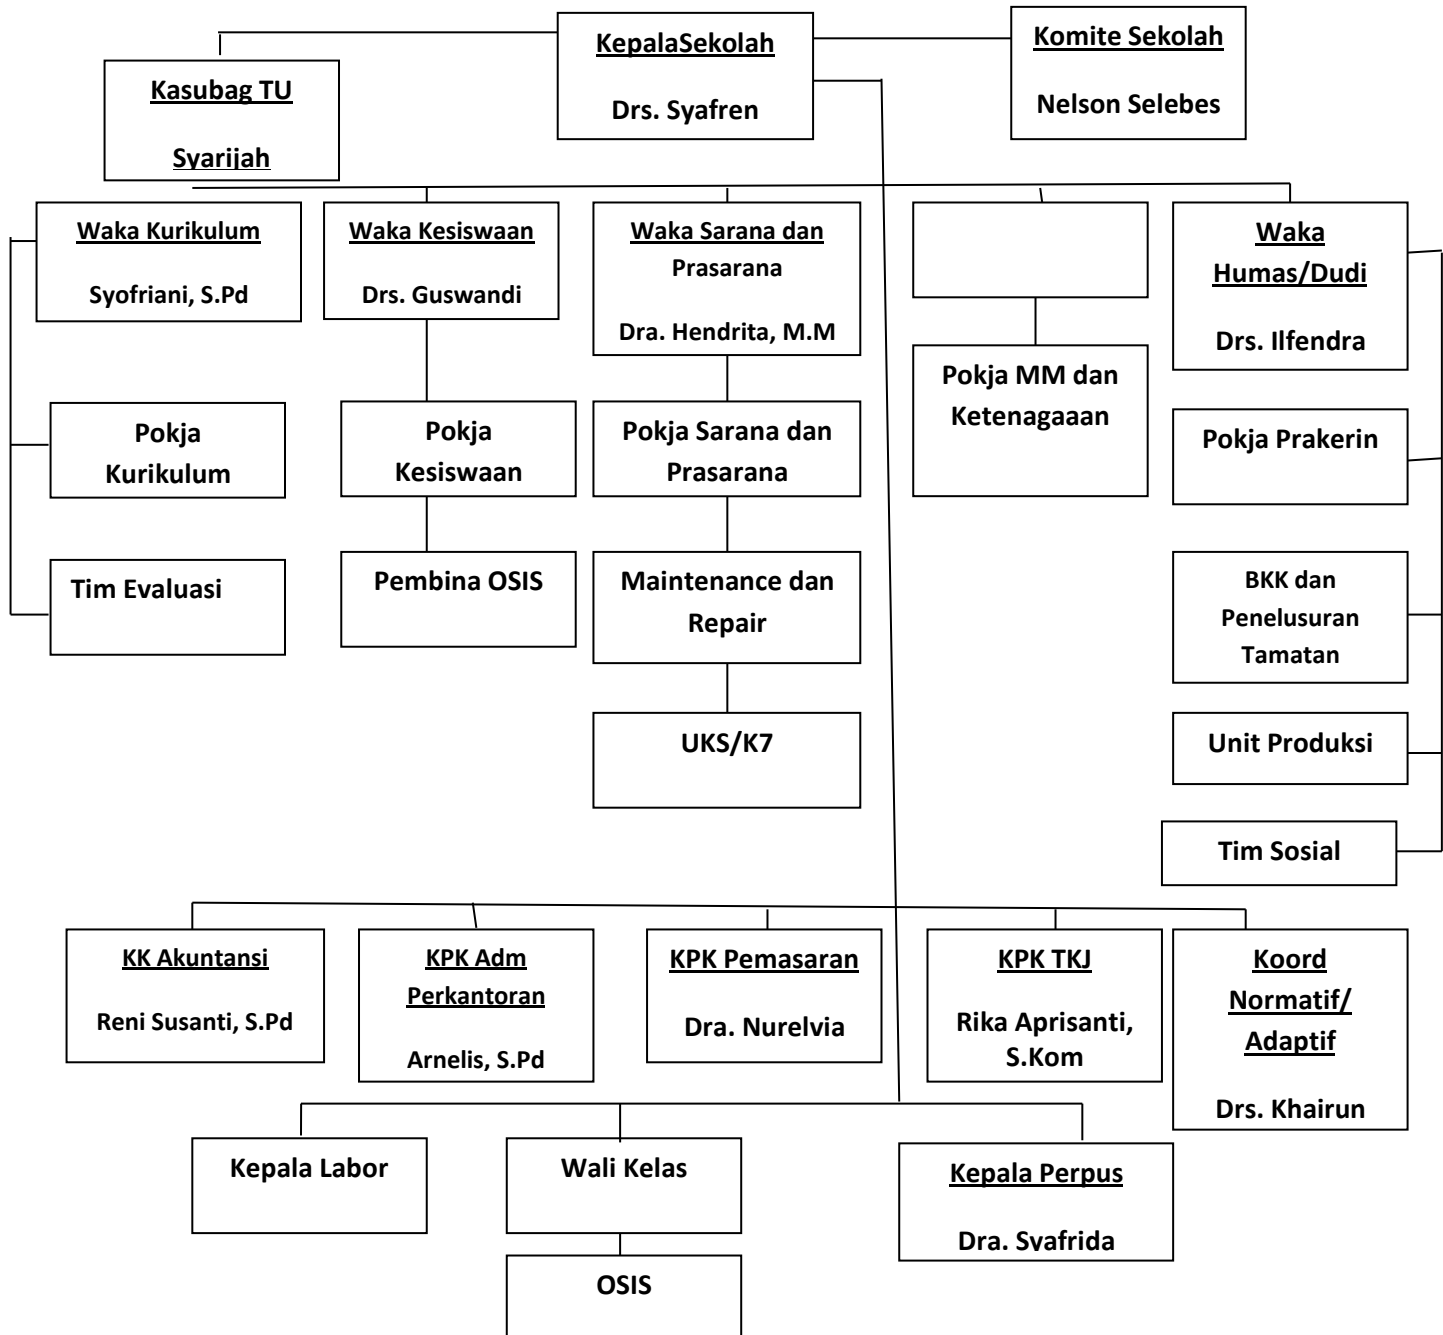 KepalaSekolah
Drs. Syafren
Komite Sekolah
Nelson Selebes
Kasubag TU
Syarijah
Waka Kurikulum
Syofriani, S.Pd
Waka Kesiswaan
Drs. Guswandi
Waka Sarana dan
Prasarana
Dra. Hendrita, M.M
Waka
Humas/Dudi
Drs. Ilfendra
Pokja MM dan
Ketenagaaan
Pokja
Kurikulum
Pokja
Kesiswaan
Pokja Sarana dan
Prasarana
Pokja Prakerin
Tim Evaluasi
Pembina OSIS
Maintenance dan
Repair
BKK dan
Penelusuran
Tamatan
UKS/K7
Unit Produksi
Tim Sosial
KK Akuntansi
Reni Susanti, S.Pd
KPK Adm
Perkantoran
Arnelis, S.Pd
KPK Pemasaran
Dra. Nurelvia
KPK TKJ
Rika Aprisanti,
S.Kom
Koord
Normatif/
Adaptif
Drs. Khairun
Kepala Labor
Wali Kelas
Kepala Perpus
Dra. Syafrida
OSIS